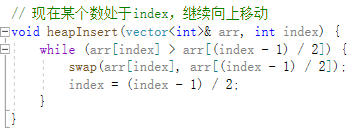 // 现在某个数处于index，继续向上移动
void heapInsert(vector<int>& arr, int index) {
    while (arr[index] > arr[(index - 1) / 2]) {
        swap(arr[index], arr[(index - 1) / 2]);
        index = (index - 1) / 2;
    }
}